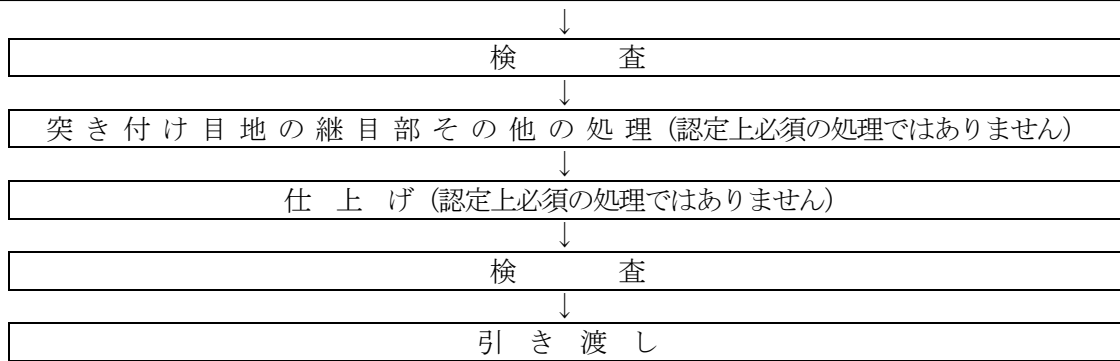 ↓
検　査
↓
突き付け目地の継目部その他の処理(認定上必須の処理ではありません)
↓
仕上げ(認定上必須の処理ではありません)
↓
検　査
↓
引き渡し